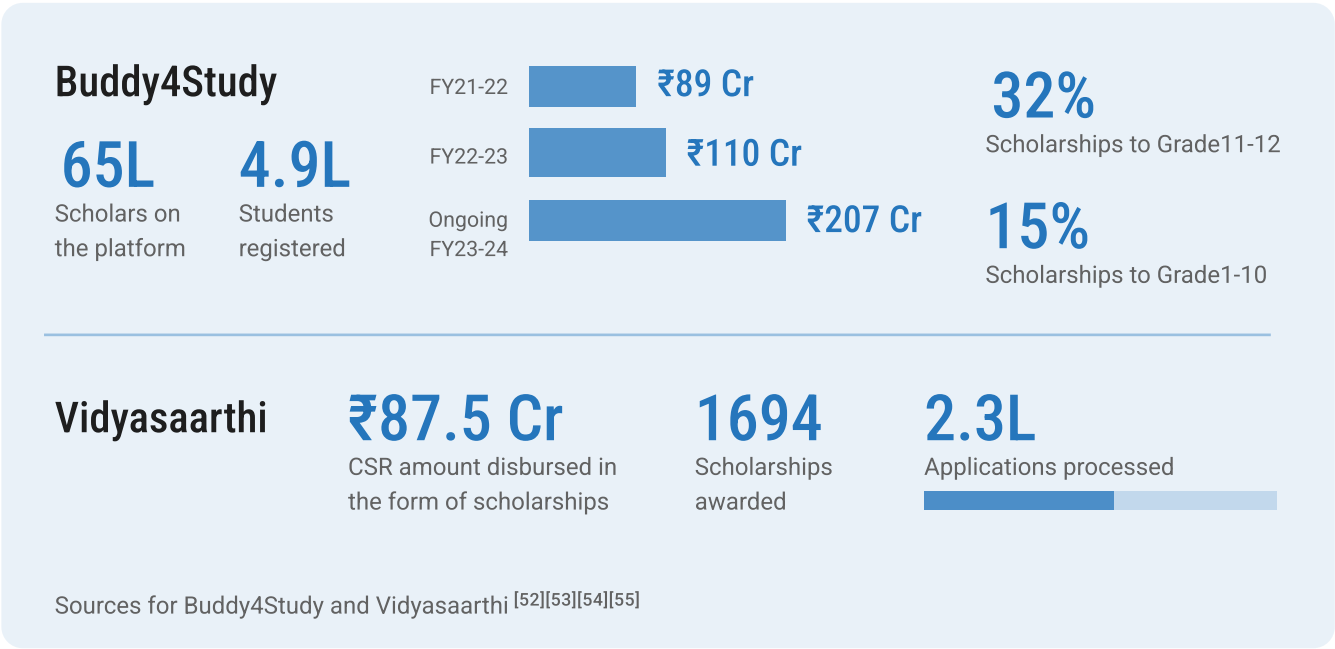 Buddy4Study
65L
Scholars on
the platform
4.9L
Students
registered
FY21-22
₹89 Cr
FY22-23
₹110 Cr
Ongoing
FY23-24
₹207 Cr
32%
Scholarships to Grade11-12
15%
Scholarships to Grade1-10
Vidyasaarthi
₹87.5 Cr
CSR amount disbursed in
the form of scholarships
1694
Scholarships
awarded
2.3L
Applications processed
Sources for Buddy4Study and Vidyasaarthi [52][53][54][55]